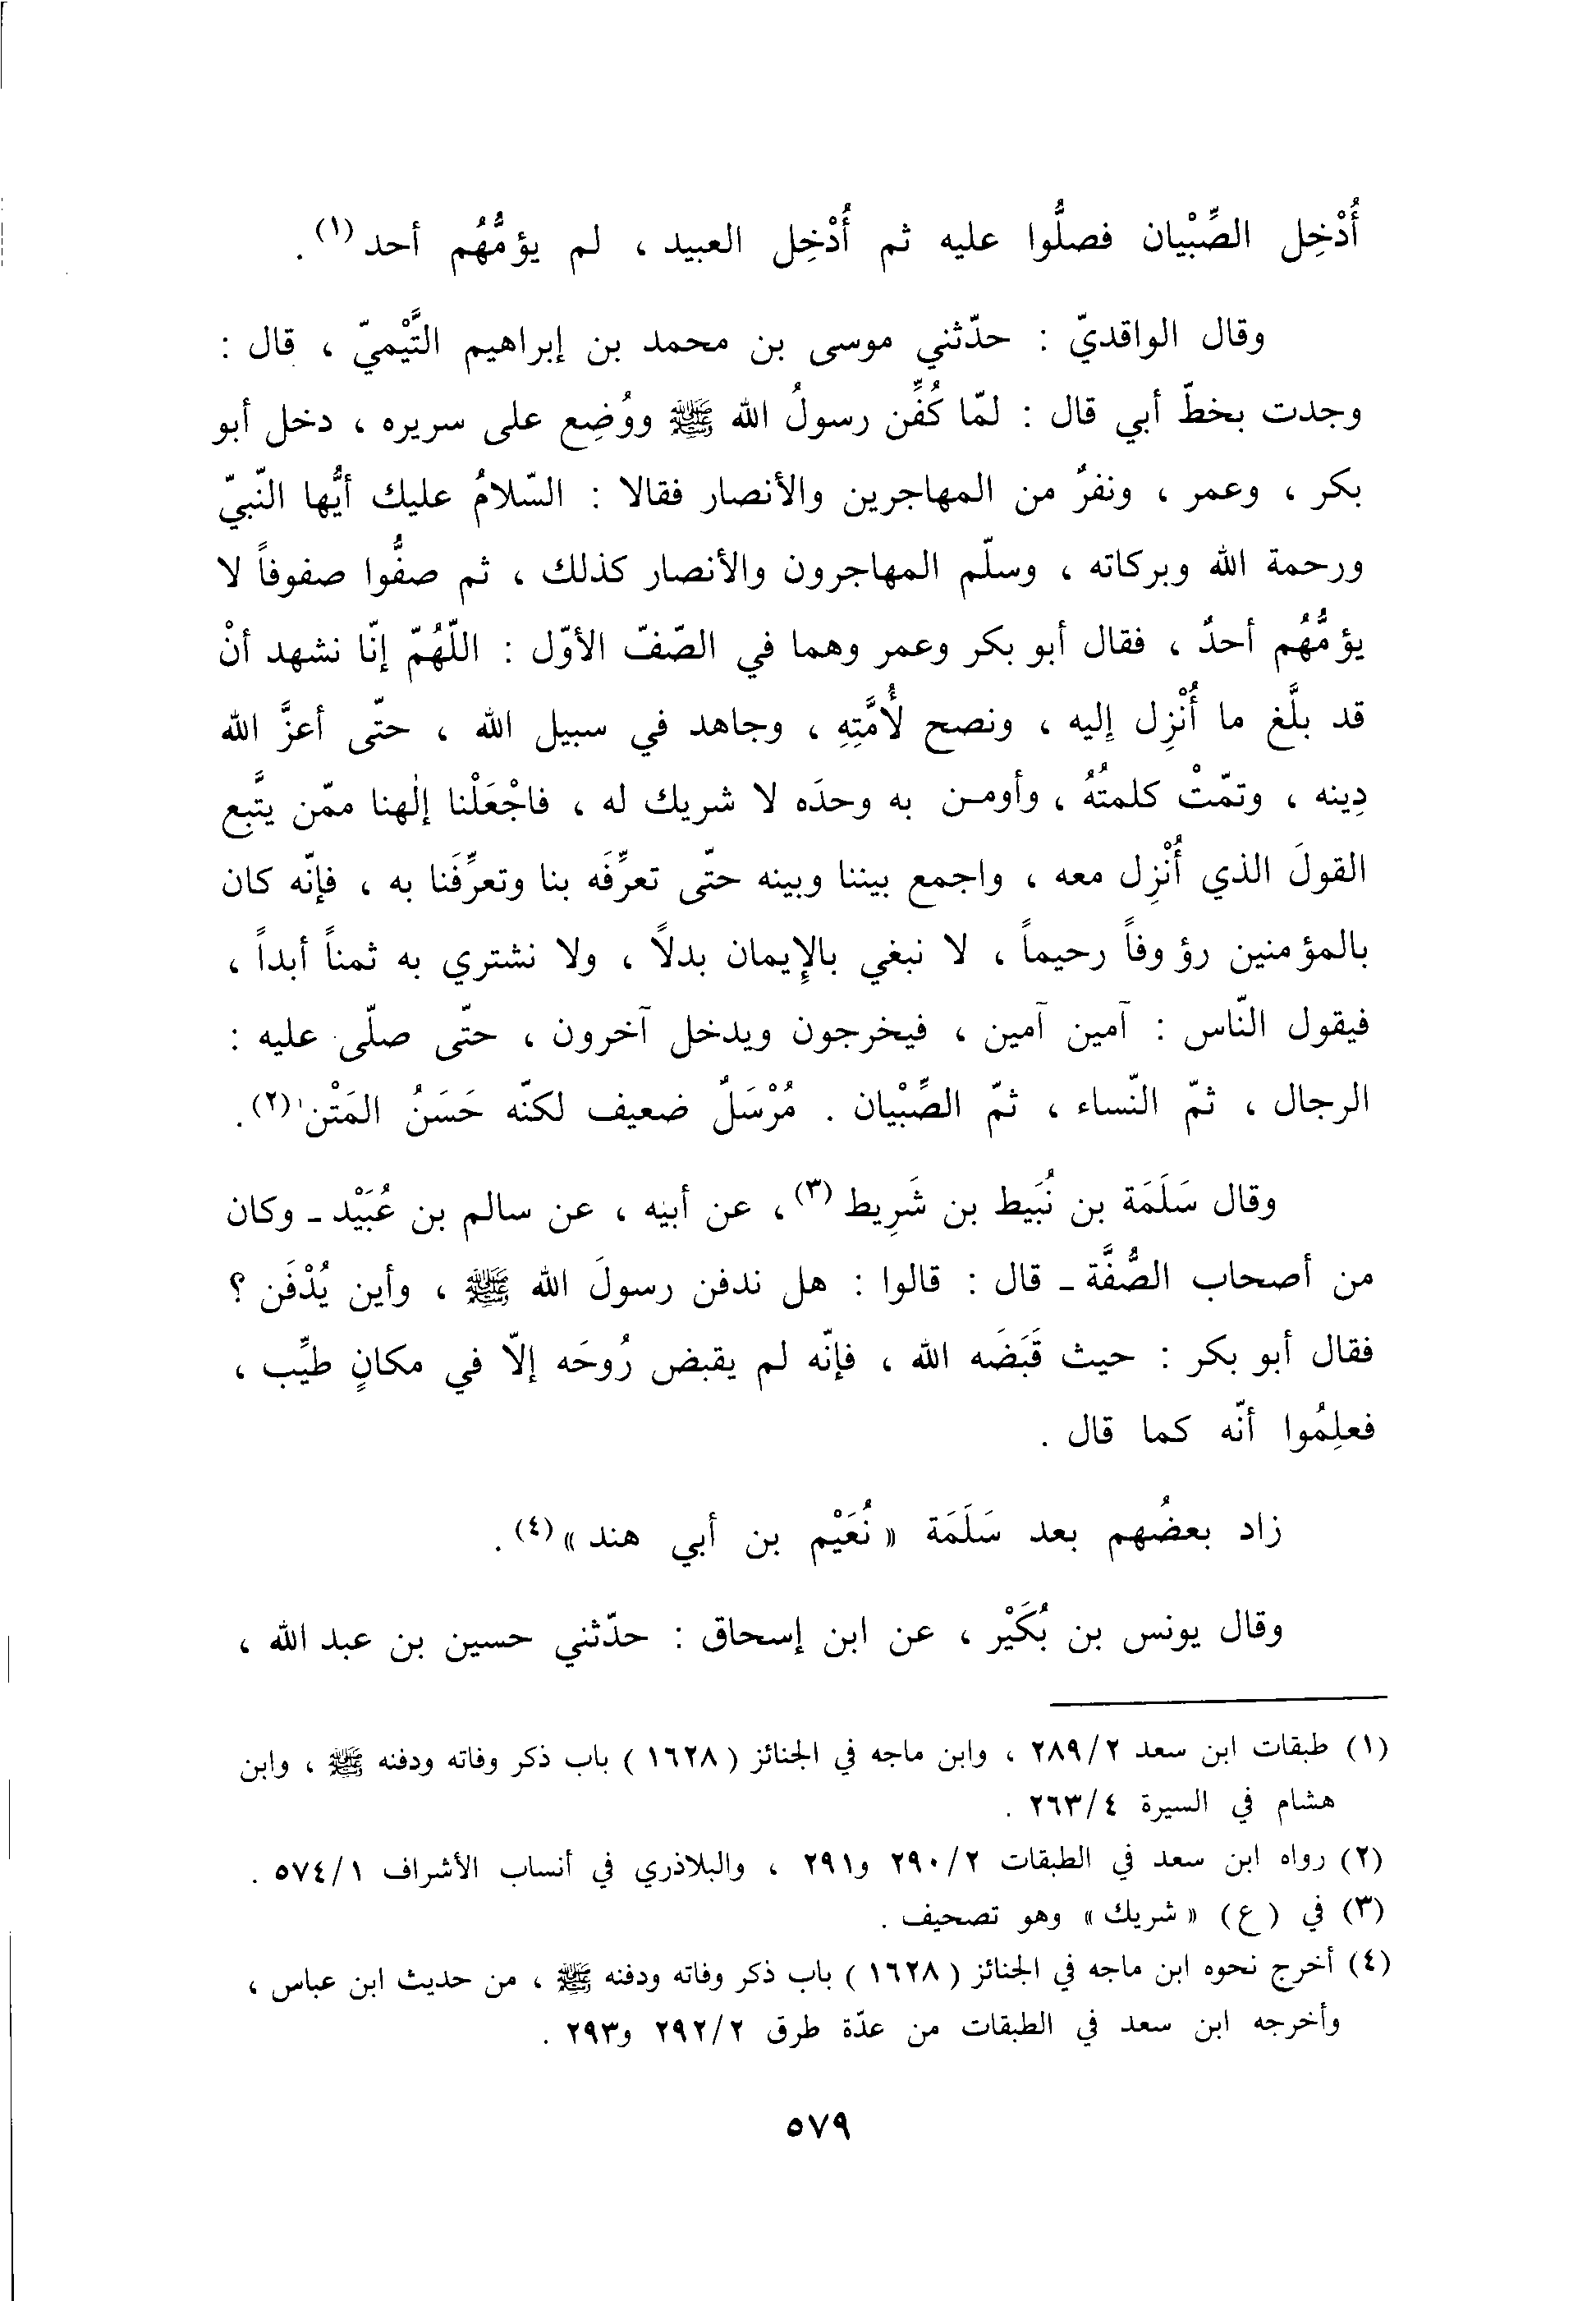 أُدْخِل الصِّبْيان فصلُّوا عليه ثم أُدْخِل العبيد ، لم يؤمُّهُم أحد (١) .
وقال الواقديّ : حدّثني موسى بن محمد بن إبراهيم التَّيْميّ ، قال :
وجدت بخطّ أبي قال : لمّا كُفِّن رسولُ الله ﷺ ووُضِع على سريره ، دخل أبو
بكر ، وعمر ، ونفرٌ من المهاجرين والأنصار فقالا : السّلامُ عليك أيُّها النّبيّ
ورحمة الله وبركاته ، وسلّم المهاجرون والأنصار كذلك ، ثم صفُّوا صفوفاً لا
يؤمُّهُم أحدٌ ، فقال أبو بكر وعمر وهما في الصّفّ الأوّل : اللّهُمّ إنّا نشهد أنْ
قد بلَّغ ما أُنْزِل إليه ، ونصح لأُمَّتِهِ ، وجاهد في سبيل الله ، حتّى أعزَّ الله
دِينه ، وتمّتْ كلمتُهُ ، وأومن به وحدَه لا شريك له ، فاجْعَلْنا إلٰهنا ممّن يتَّبع
القولَ الذي أُنْزِل معه ، واجمع بيننا وبينه حتّى تعرِّفَه بنا وتعرِّفَنا به ، فإنّه كان
بالمؤمنين رؤوفاً رحيماً ، لا نبغي بالإِيمان بدلاً ، ولا نشتري به ثمناً أبداً ،
فيقول النّاس : آمين آمين ، فيخرجون ويدخل آخرون ، حتّى صلّى عليه :
الرجال ، ثمّ النّساء ، ثمّ الصِّبْيان . مُرْسَلٌ ضعيف لكنّه حَسَنُ المَتْن (٢) .
وقال سَلَمَة بن نُبَيط بن شَرِيط (٣) ، عن أبيه ، عن سالم بن عُبَيْد ـ وكان
من أصحاب الصُّفَّة ـ قال : قالوا : هل ندفن رسولَ الله ﷺ ، وأين يُدْفَن ؟
فقال أبو بكر : حيث قَبَضَه الله ، فإنّه لم يقبض رُوحَه إلاّ في مكانٍ طيِّب ،
فعلِمُوا أنّه كما قال .
زاد بعضُهم بعد سَلَمَة « نُعَيْم بن أبي هند » (٤) .
وقال يونس بن بُكَيْر ، عن ابن إسحاق : حدّثني حسين بن عبد الله ،
(١) طبقات ابن سعد ٢٨٩/٢ ، وابن ماجه في الجنائز ( ١٦٢٨ ) باب ذكر وفاته ودفنه ﷺ ، وابن
هشام في السيرة ٢٦٣/٤ .
(٢) رواه ابن سعد في الطبقات ٢٩٠/٢ و٢٩١ ، والبلاذري في أنساب الأشراف ٥٧٤/١ .
(٣) في ( ع ) « شريك » وهو تصحيف .
(٤) أخرج نحوه ابن ماجه في الجنائز ( ١٦٢٨ ) باب ذكر وفاته ودفنه ﷺ ، من حديث ابن عباس ،
وأخرجه ابن سعد في الطبقات من عدّة طرق ٢٩٢/٢ و٢٩٣ .
٥٧٩